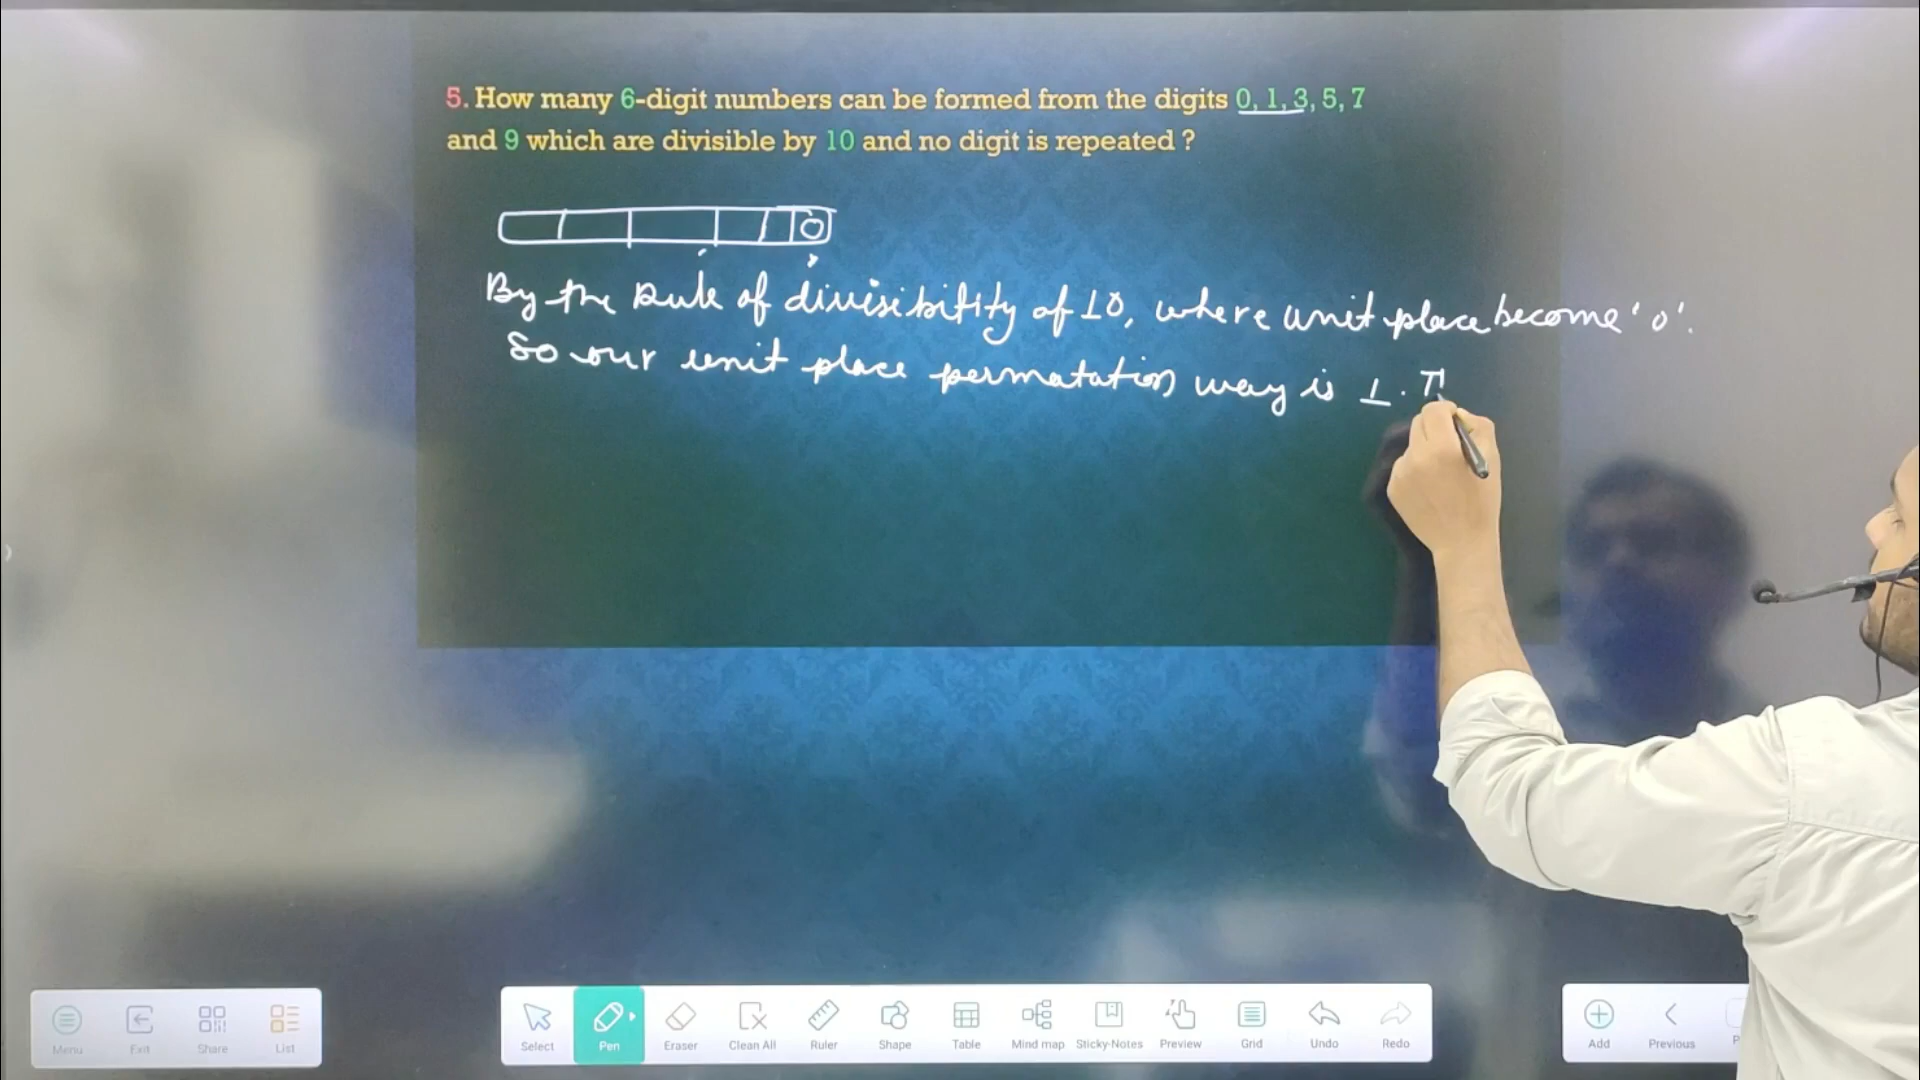 5. How many 6-digit numbers can be formed from the digits 0, 1, 3, 5, 7
and 9 which are divisible by 10 and no digit is repeated ?
0
By the Rule of divisibility of 10, where unit place become '0'.
So our unit place permatation way is 1.
Menu Exit Share List
Select Pen Eraser Clean All Ruler Shape Table Mind map Sticky-Notes Preview Grid Undo Redo
Add Previous